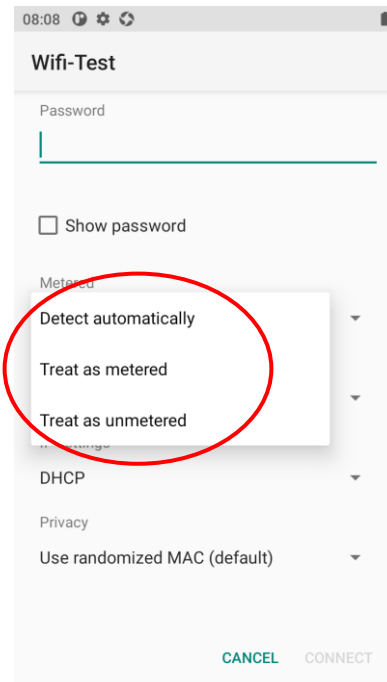 08:08
Wifi-Test
Password
Show password
Metered
Detect automatically
Treat as metered
Treat as unmetered
DHCP
Privacy
Use randomized MAC (default)
CANCEL CONNECT